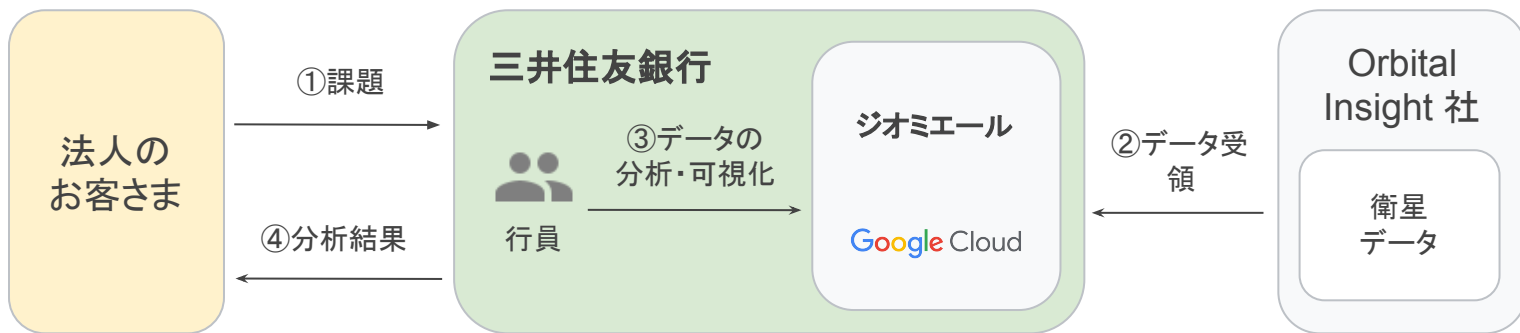 法人の
お客さま
①課題
④分析結果
三井住友銀行
行員
③データの
分析・可視化
ジオミエール
Google Cloud
②データ受
領
Orbital
Insight 社
衛星
データ